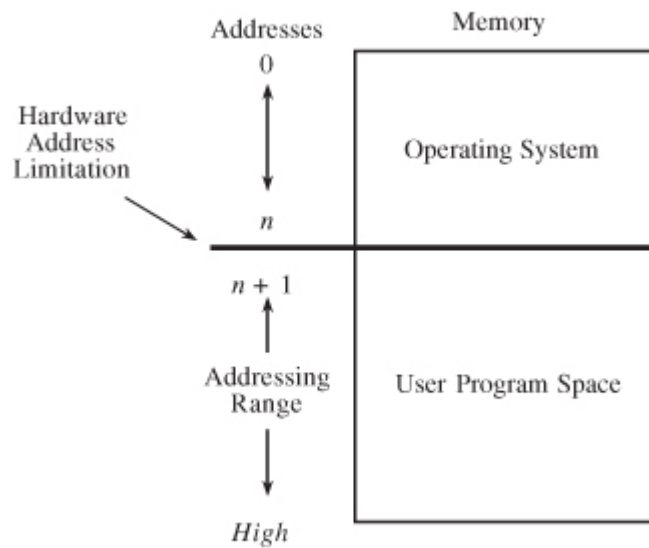 Addresses
Memory
0
Hardware
Address
Limitation
Operating System
n
n + 1
Addressing
Range
User Program Space
High